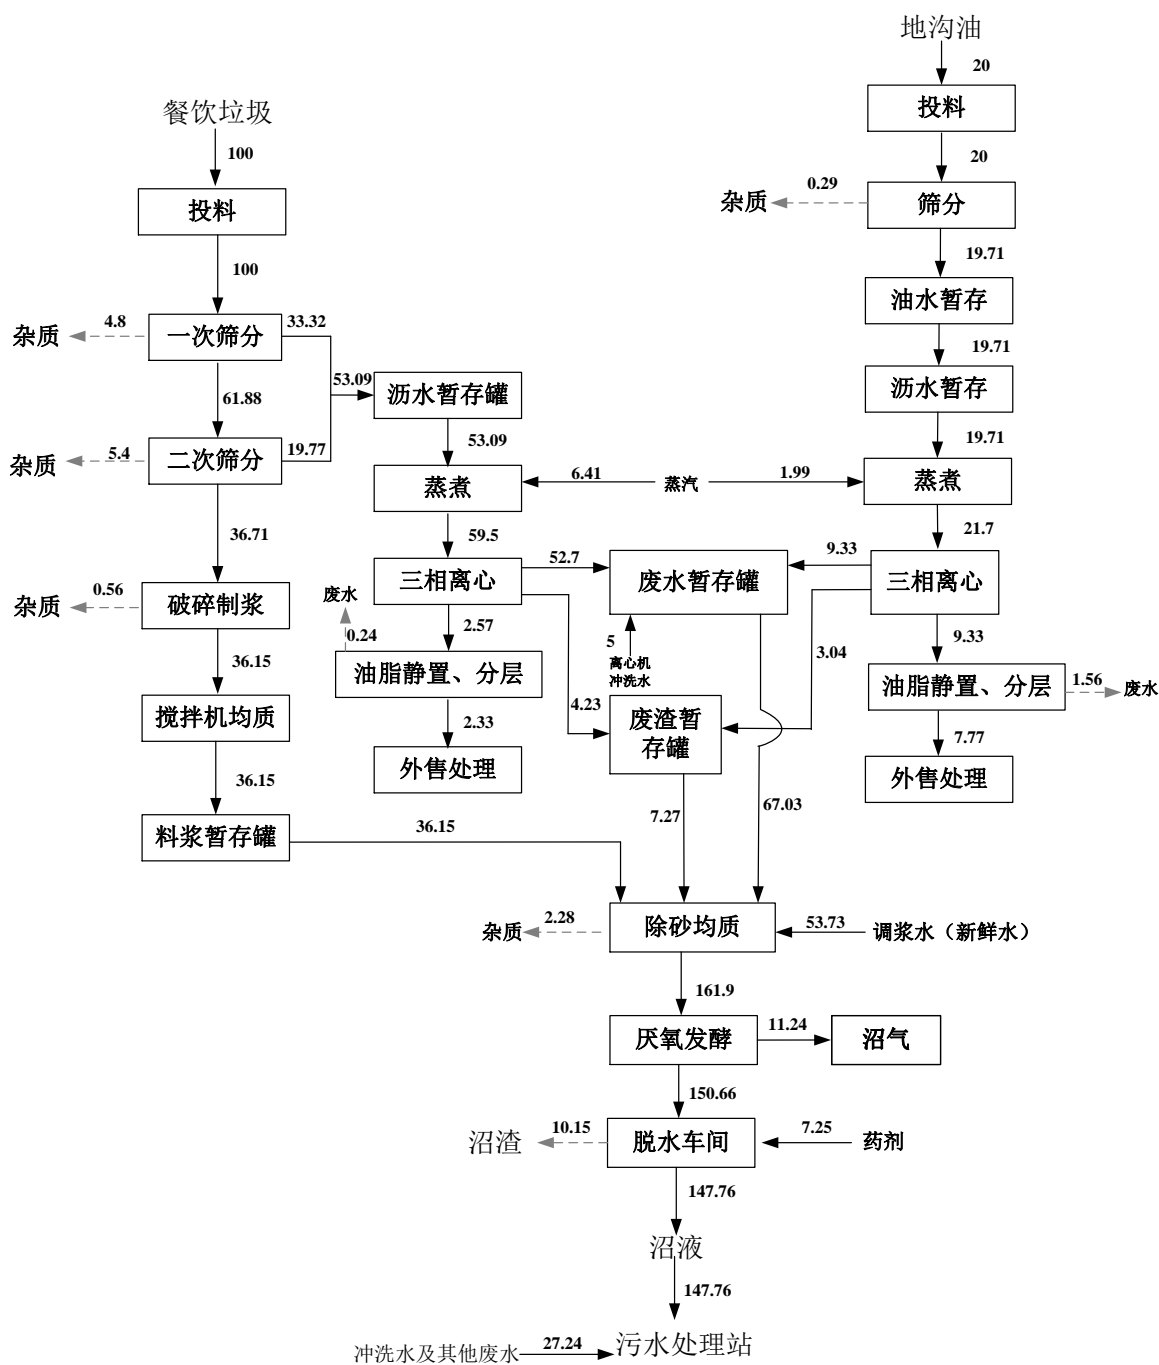 地沟油
20
投料
20
餐饮垃圾
100
投料
100
杂质
0.29
筛分
19.71
油水暂存
19.71
沥水暂存
19.71
杂质
4.8
一次筛分
33.32
61.88
53.09
沥水暂存罐
53.09
杂质
5.4
二次筛分
19.77
36.71
蒸煮
6.41
蒸汽
1.99
蒸煮
59.5
21.7
三相离心
52.7
废水暂存罐
9.33
三相离心
杂质
0.56
破碎制浆
36.15
废水
0.24
2.57
5
离心机
冲洗水
3.04
9.33
油脂静置、分层
油脂静置、分层
1.56
废水
搅拌机均质
36.15
2.33
4.23
废渣暂
存罐
7.77
外售处理
外售处理
7.27
67.03
料浆暂存罐
36.15
杂质
2.28
除砂均质
53.73
调浆水（新鲜水）
161.9
厌氧发酵
11.24
沼气
150.66
沼渣
10.15
脱水车间
7.25
药剂
147.76
沼液
147.76
冲洗水及其他废水
27.24
污水处理站